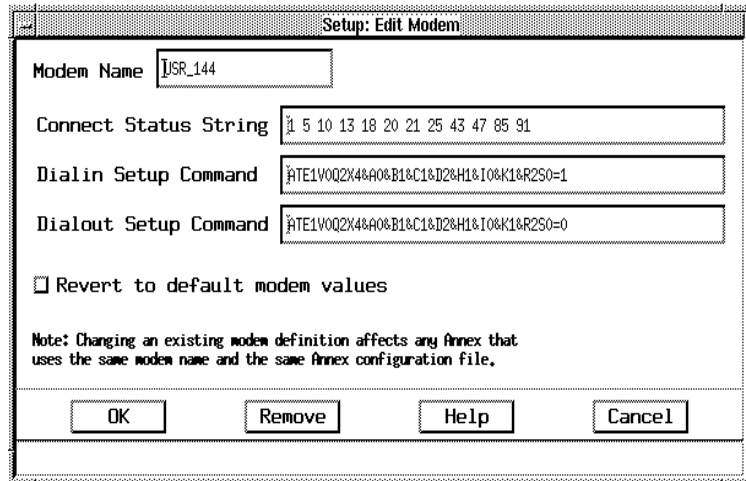 Setup: Edit Modem
Modem Name USR_144
Connect Status String 1 5 10 13 18 20 21 25 43 47 85 91
Dialin Setup Command ATE1V0Q2X4&A0&B1&C1&D2&H1&I0&K1&R2S0=1
Dialout Setup Command ATE1V0Q2X4&A0&B1&C1&D2&H1&I0&K1&R2S0=0
Revert to default modem values
Note: Changing an existing modem definition affects any Annex that
uses the same modem name and the same Annex configuration file.
OK Remove Help Cancel